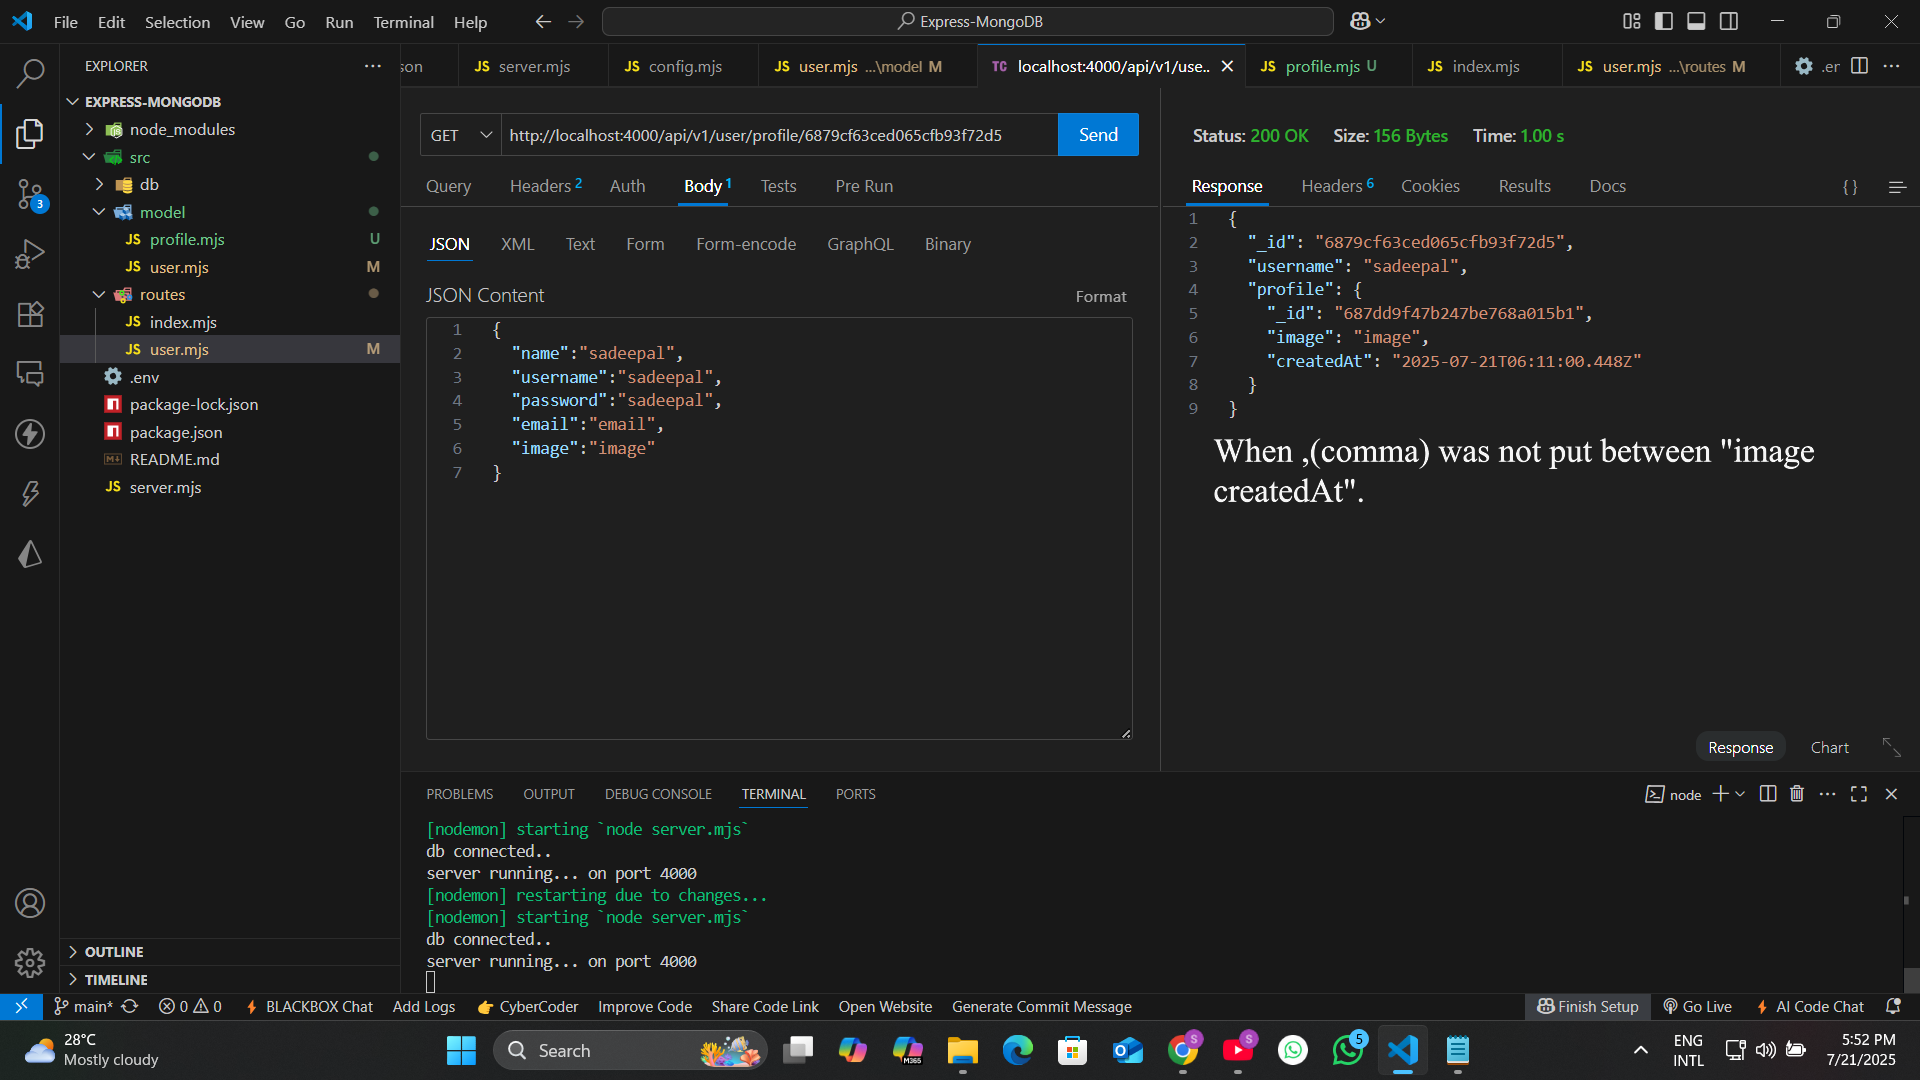 File Edit Selection View Go Run Terminal Help
Express-MongoDB
EXPLORER
son
JS server.mjs
JS config.mjs
JS user.mjs ...\model M
TC localhost:4000/api/v1/use..
JS profile.mjs U
JS index.mjs
JS user.mjs ...\routes M
.er
EXPRESS-MONGODB
node_modules
src
db
model
JS profile.mjs U
JS user.mjs M
routes
JS index.mjs
JS user.mjs M
.env
package-lock.json
package.json
README.md
JS server.mjs
OUTLINE
TIMELINE
3
GET http://localhost:4000/api/v1/user/profile/6879cf63ced065cfb93f72d5 Send
Query Headers 2 Auth Body 1 Tests Pre Run
JSON XML Text Form Form-encode GraphQL Binary
JSON Content Format
1 {
2 "name":"sadeepal",
3 "username":"sadeepal",
4 "password":"sadeepal",
5 "email":"email",
6 "image":"image"
7 }
Status: 200 OK Size: 156 Bytes Time: 1.00 s
Response Headers 6 Cookies Results Docs {}
1 {
2 "_id": "6879cf63ced065cfb93f72d5",
3 "username": "sadeepal",
4 "profile": {
5 "_id": "687dd9f47b247be768a015b1",
6 "image": "image",
7 "createdAt": "2025-07-21T06:11:00.448Z"
8 }
9 }
When ,(comma) was not put between "image
createdAt".
Response Chart
PROBLEMS OUTPUT DEBUG CONSOLE TERMINAL PORTS
node
[nodemon] starting `node server.mjs`
db connected..
server running... on port 4000
[nodemon] restarting due to changes...
[nodemon] starting `node server.mjs`
db connected..
server running... on port 4000
main* 0 0 BLACKBOX Chat Add Logs CyberCoder Improve Code Share Code Link Open Website Generate Commit Message Finish Setup Go Live AI Code Chat
28°C
Mostly cloudy
Search
M365
S
S
5
ENG
INTL
5:52 PM
7/21/2025